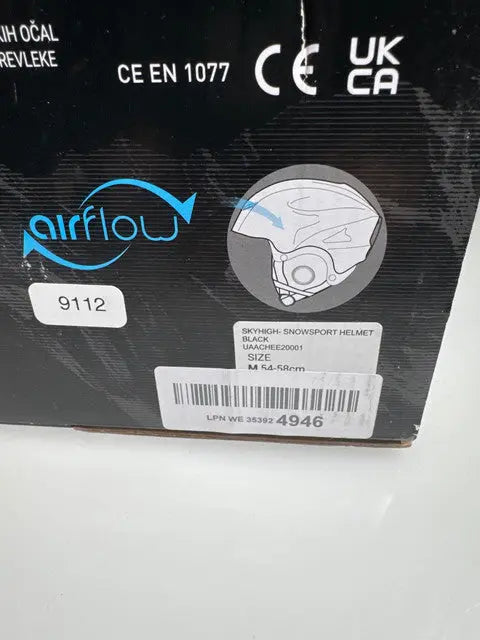 KIH OČAL
REVLEKE
CE EN 1077
CE
UK
CA
airflow
9112
SKYHIGH- SNOWSPORT HELMET
BLACK
UAACHEE20001
SIZE
M 54-58cm
LPN WE 35392 4946